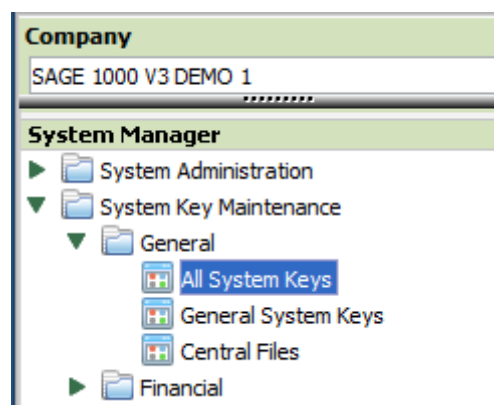 Company
SAGE 1000 V3 DEMO 1
System Manager
System Administration
System Key Maintenance
General
All System Keys
General System Keys
Central Files
Financial